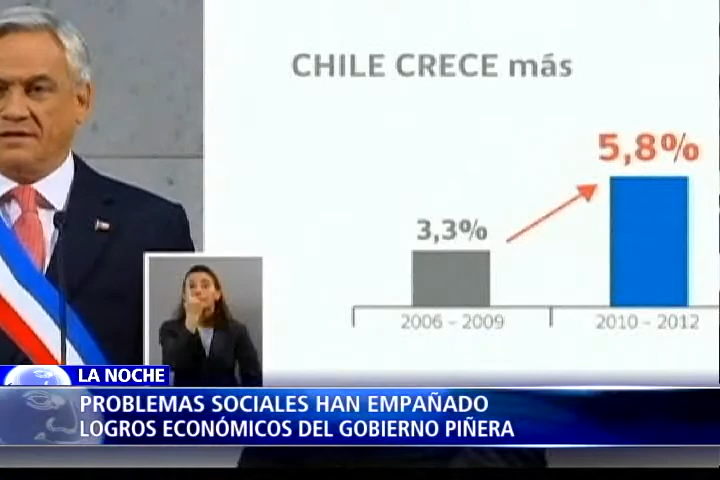 CHILE CRECE más
5,8%
3,3%
2006 - 2009
2010 - 2012
LA NOCHE
PROBLEMAS SOCIALES HAN EMPAÑADO
LOGROS ECONÓMICOS DEL GOBIERNO PIÑERA